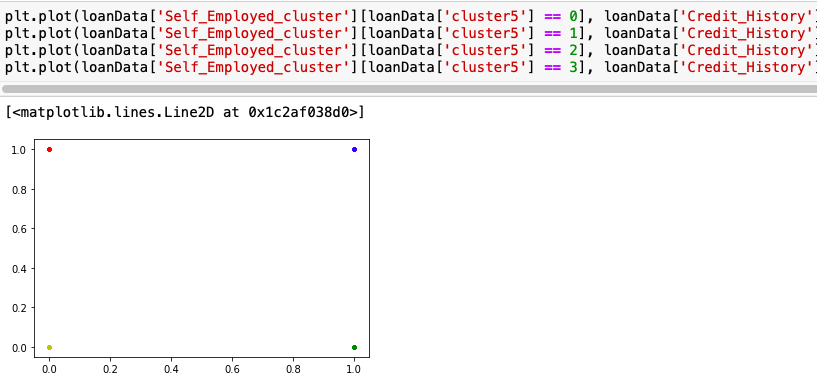 plt.plot(loanData['Self_Employed_cluster'][loanData['cluster5'] == 0], loanData['Credit_History']
plt.plot(loanData['Self_Employed_cluster'][loanData['cluster5'] == 1], loanData['Credit_History']
plt.plot(loanData['Self_Employed_cluster'][loanData['cluster5'] == 2], loanData['Credit_History']
plt.plot(loanData['Self_Employed_cluster'][loanData['cluster5'] == 3], loanData['Credit_History']
[<matplotlib.lines.Line2D at 0x1c2af038d0>]
1.0
0.8
0.6
0.4
0.2
0.0
0.0 0.2 0.4 0.6 0.8 1.0